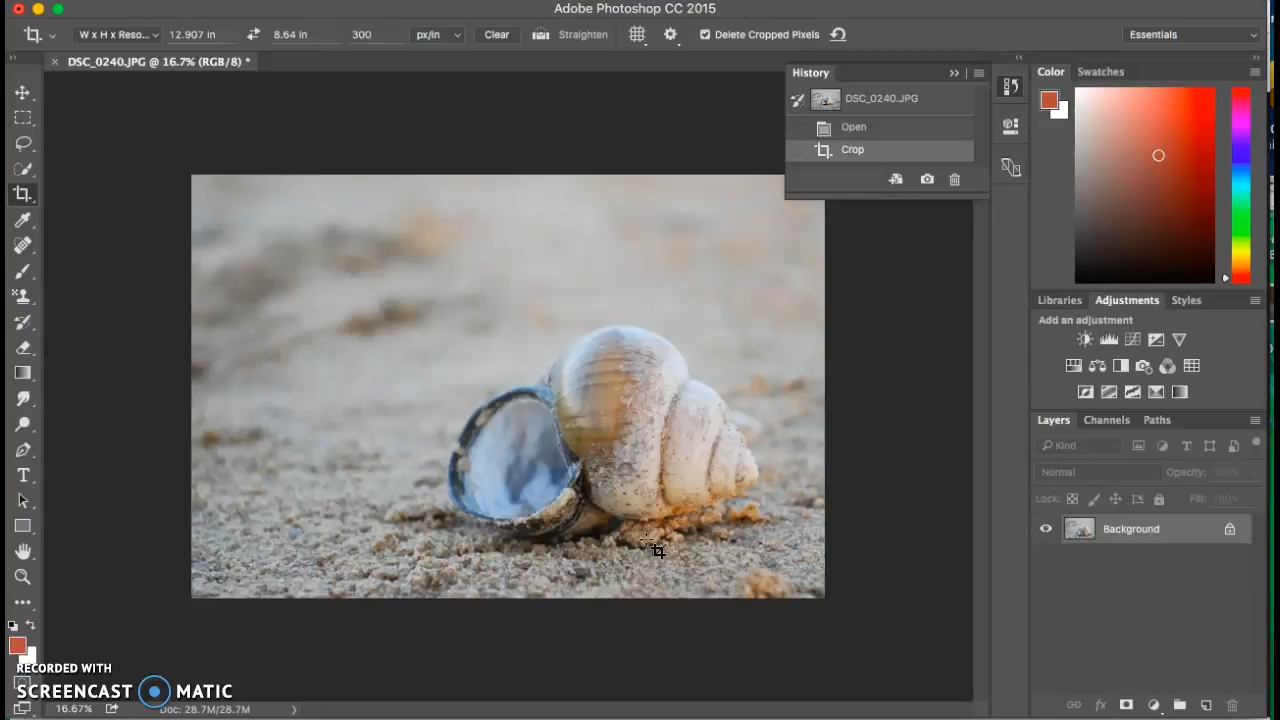 Adobe Photoshop CC 2015
W x H x Reso...
12.907 in
8.64 in
300
px/in
Clear
Straighten
Delete Cropped Pixels
Essentials
DSC_0240.JPG @ 16.7% (RGB/8) *
History
DSC_0240.JPG
Open
Crop
Color
Swatches
Libraries
Adjustments
Styles
Add an adjustment
Layers
Channels
Paths
Kind
Normal
Opacity: 100%
Lock:
Fill: 100%
Background
RECORDED WITH
SCREENCAST MATIC
16.67%
Doc: 28.7M/28.7M